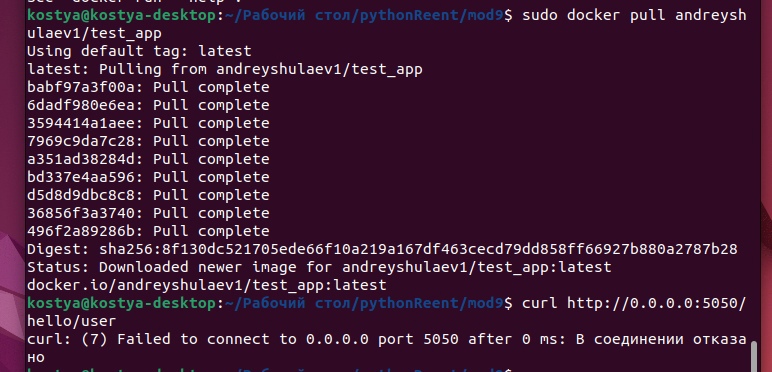 kostya@kostya-desktop:~/Рабочий стол/pythonReent/mod9$ sudo docker pull andreysh
ulaev1/test_app
Using default tag: latest
latest: Pulling from andreyshulaev1/test_app
babf97a3f00a: Pull complete
6dadf980e6ea: Pull complete
3594414a1aee: Pull complete
7969c9da7c28: Pull complete
a351ad38284d: Pull complete
bd337e4aa596: Pull complete
d5d8d9dbc8c8: Pull complete
36856f3a3740: Pull complete
496f2a89286b: Pull complete
Digest: sha256:8f130dc521705ede66f10a219a167df463cecd79dd858ff66927b880a2787b28
Status: Downloaded newer image for andreyshulaev1/test_app:latest
docker.io/andreyshulaev1/test_app:latest
kostya@kostya-desktop:~/Рабочий стол/pythonReent/mod9$ curl http://0.0.0.0:5050/
hello/user
curl: (7) Failed to connect to 0.0.0.0 port 5050 after 0 ms: В соединении отказа
но